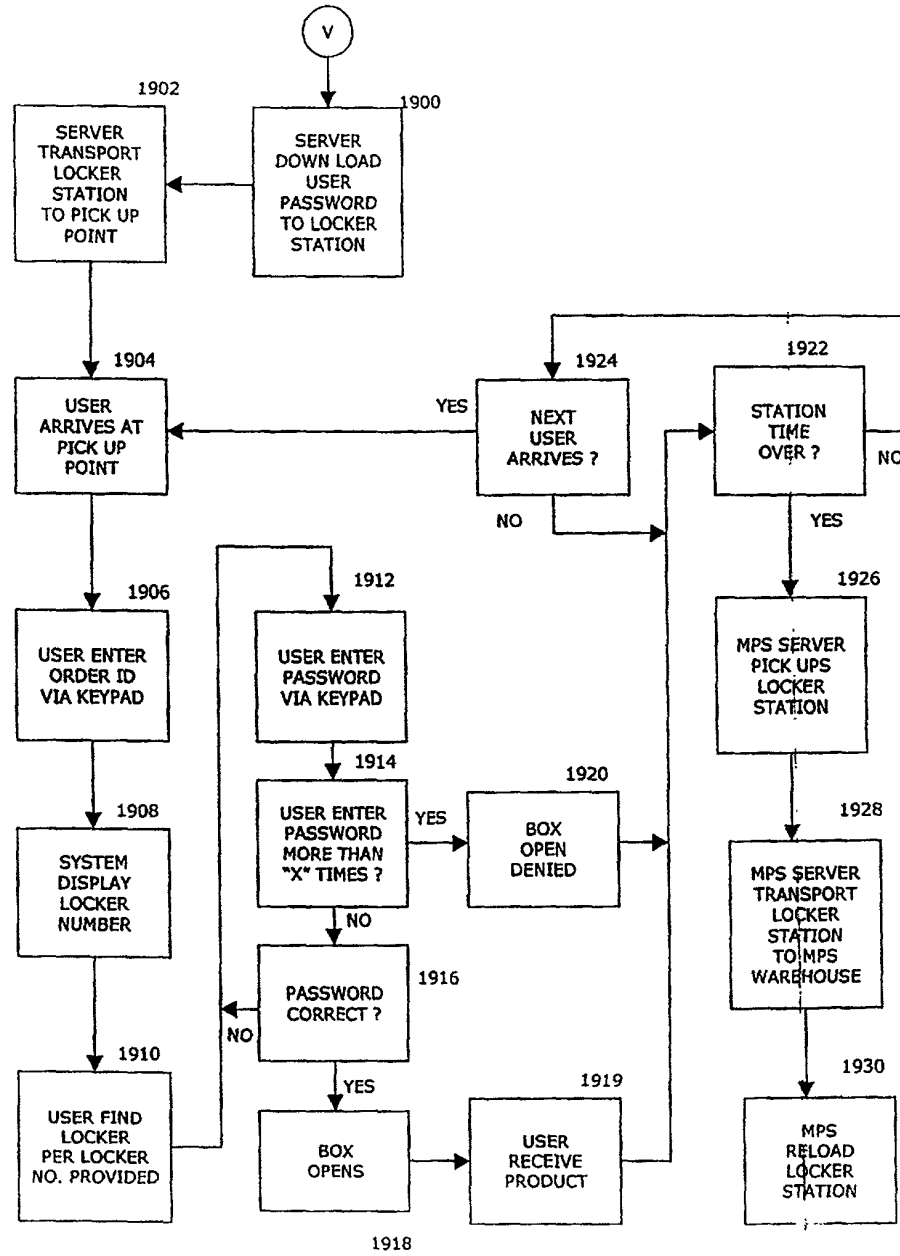 V
1902
1900
SERVER
TRANSPORT
LOCKER
STATION
TO PICK UP
POINT
SERVER
DOWN LOAD
USER
PASSWORD
TO LOCKER
STATION
1904
USER
ARRIVES AT
PICK UP
POINT
YES
1924
NEXT
USER
ARRIVES ?
NO
1922
STATION
TIME
OVER ?
NO
YES
1906
USER ENTER
ORDER ID
VIA KEYPAD
1912
USER ENTER
PASSWORD
VIA KEYPAD
1926
MPS SERVER
PICK UPS
LOCKER
STATION
1908
SYSTEM
DISPLAY
LOCKER
NUMBER
1914
USER ENTER
PASSWORD
MORE THAN
"X" TIMES ?
YES
NO
1920
BOX
OPEN
DENIED
1928
MPS SERVER
TRANSPORT
LOCKER
STATION
TO MPS
WAREHOUSE
1916
PASSWORD
CORRECT ?
NO
YES
1910
USER FIND
LOCKER
PER LOCKER
NO. PROVIDED
BOX
OPENS
1918
1919
USER
RECEIVE
PRODUCT
1930
MPS
RELOAD
LOCKER
STATION